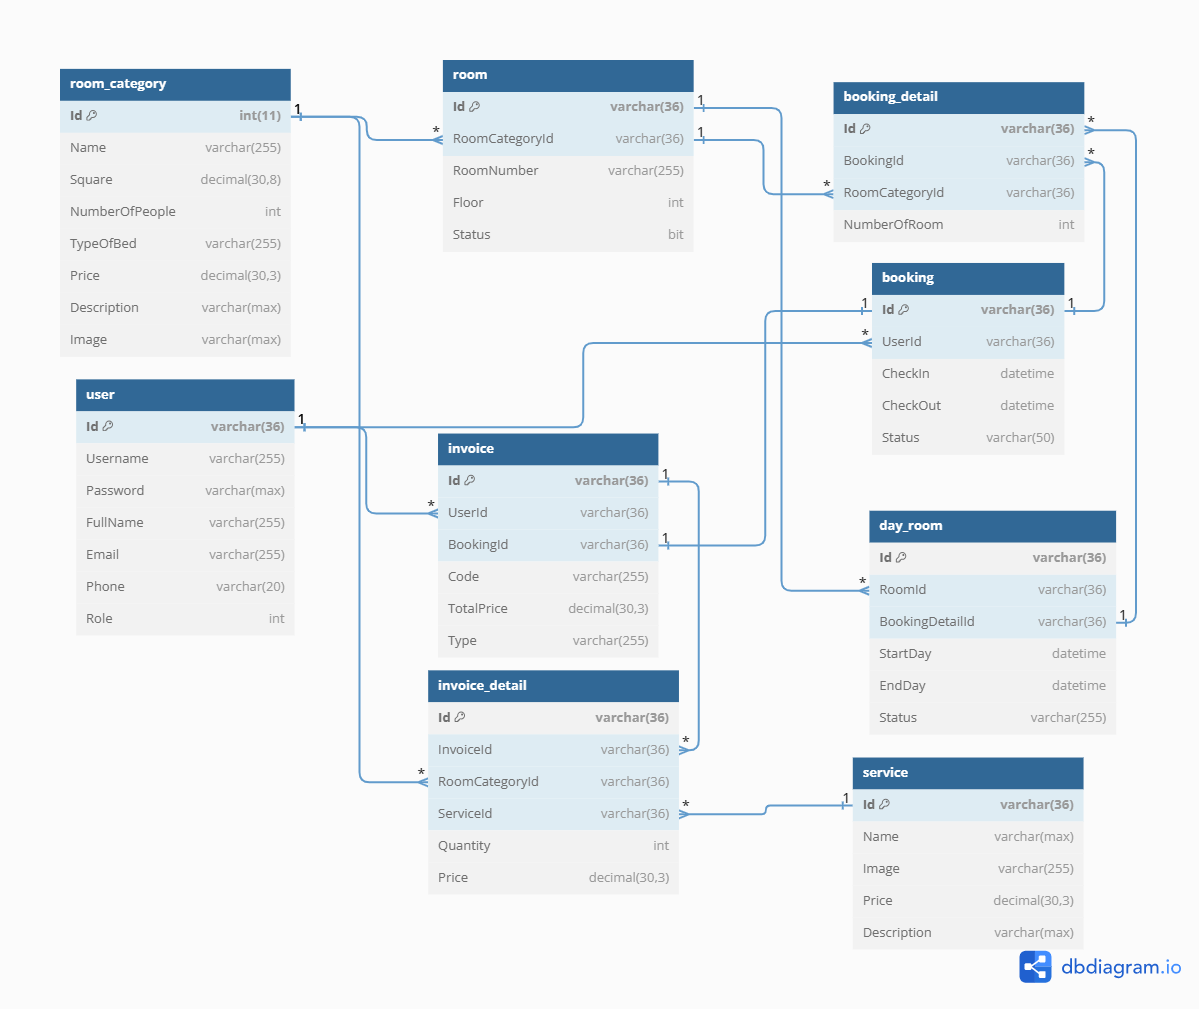 room_category
Id int(11)
Name varchar(255)
Square decimal(30,8)
NumberOfPeople int
TypeOfBed varchar(255)
Price decimal(30,3)
Description varchar(max)
Image varchar(max)
1
room
Id varchar(36)
RoomCategoryId varchar(36)
RoomNumber varchar(255)
Floor int
Status bit
*
1
1
booking_detail
Id varchar(36)
BookingId varchar(36)
RoomCategoryId varchar(36)
NumberOfRoom int
*
*
*
booking
Id varchar(36)
UserId varchar(36)
CheckIn datetime
CheckOut datetime
Status varchar(50)
1
1
*
user
Id varchar(36)
Username varchar(255)
Password varchar(max)
FullName varchar(255)
Email varchar(255)
Phone varchar(20)
Role int
1
invoice
Id varchar(36)
UserId varchar(36)
BookingId varchar(36)
Code varchar(255)
TotalPrice decimal(30,3)
Type varchar(255)
1
*
1
day_room
Id varchar(36)
RoomId varchar(36)
BookingDetailId varchar(36)
StartDay datetime
EndDay datetime
Status varchar(255)
*
1
invoice_detail
Id varchar(36)
InvoiceId varchar(36)
RoomCategoryId varchar(36)
ServiceId varchar(36)
Quantity int
Price decimal(30,3)
*
*
*
service
Id varchar(36)
Name varchar(max)
Image varchar(255)
Price decimal(30,3)
Description varchar(max)
1
dbdiagram.io